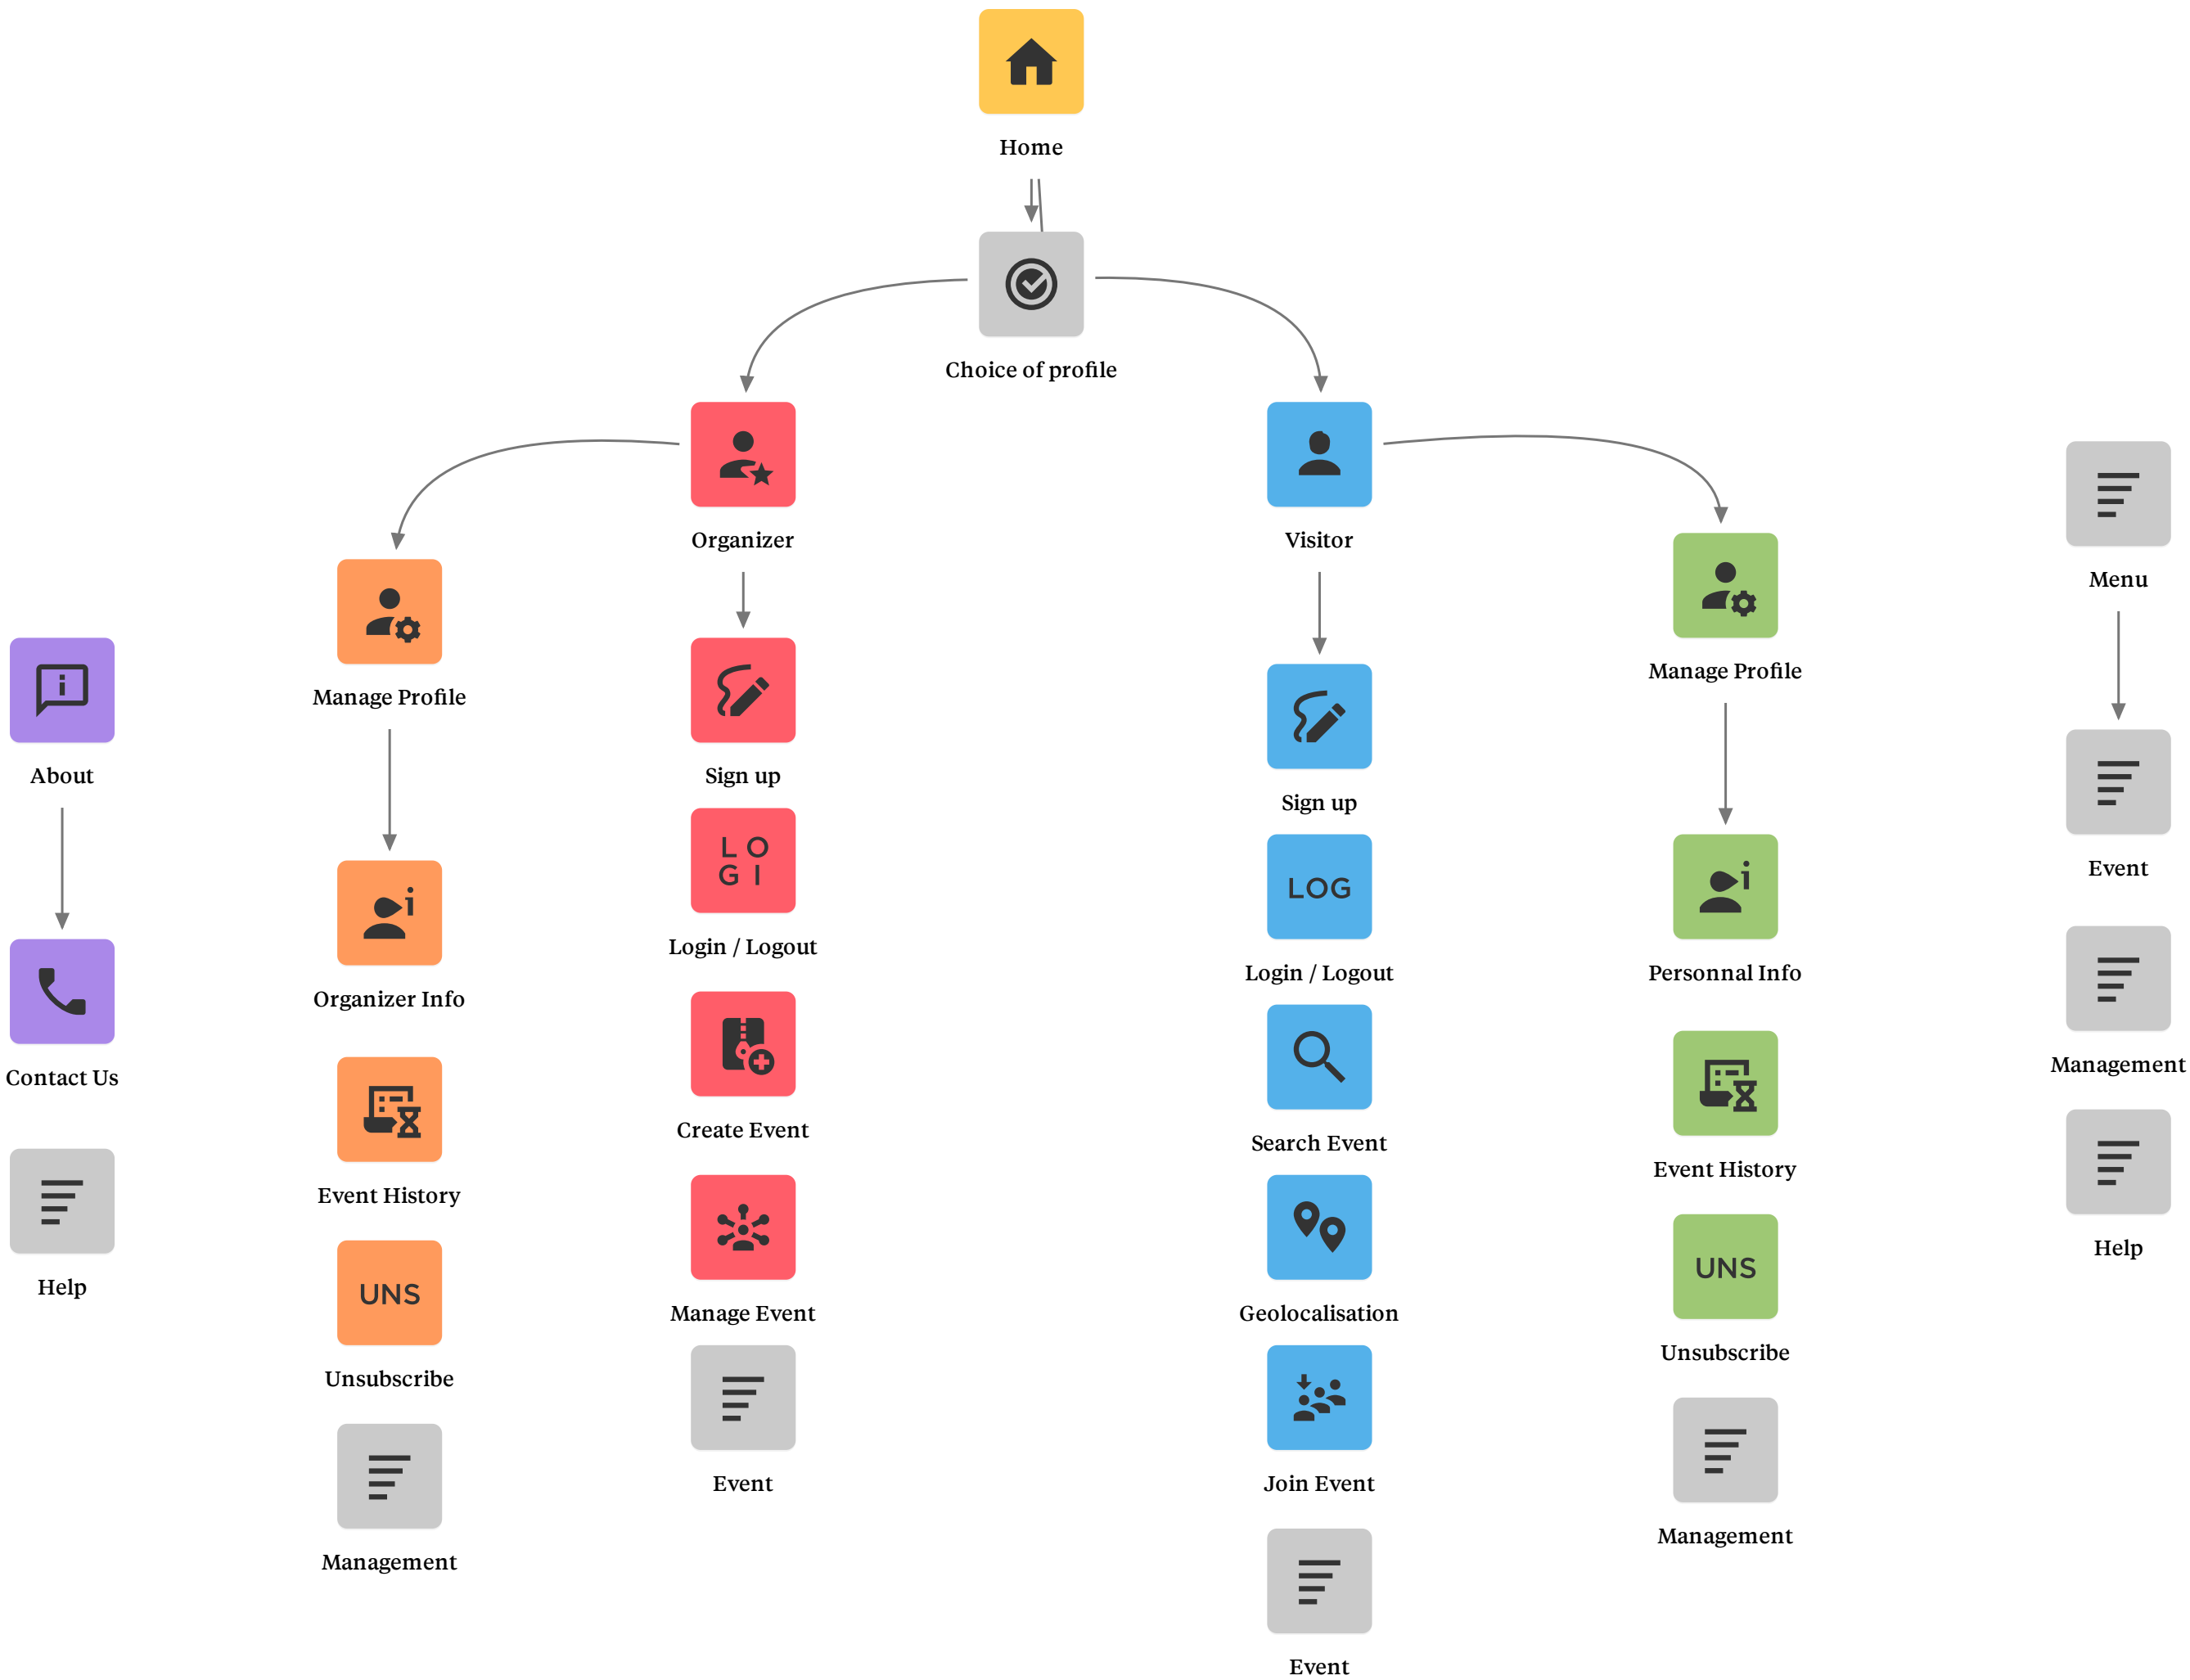 Home
Choice of profile
Organizer
Visitor
Menu
Manage Profile
Manage Profile
About
Sign up
Sign up
Event
L O
G I
LOG
Login / Logout
Login / Logout
Personnal Info
Organizer Info
Management
Contact Us
Create Event
Search Event
Event History
Event History
Help
Help
UNS
UNS
Manage Event
Geolocalisation
Unsubscribe
Unsubscribe
Event
Join Event
Management
Management
Event